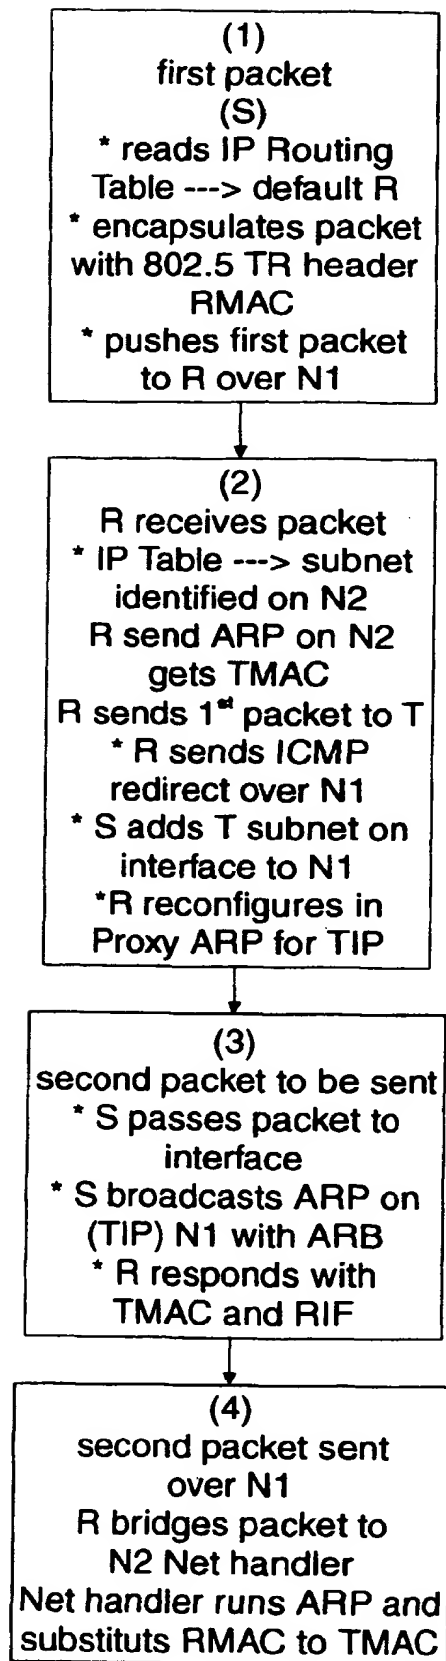 (1)
first packet
(S)
* reads IP Routing
Table ---> default R
* encapsulates packet
with 802.5 TR header
RMAC
* pushes first packet
to R over N1
(2)
R receives packet
* IP Table ---> subnet
identified on N2
R send ARP on N2
gets TMAC
R sends 1st packet to T
* R sends ICMP
redirect over N1
* S adds T subnet on
interface to N1
*R reconfigures in
Proxy ARP for TIP
(3)
second packet to be sent
* S passes packet to
interface
* S broadcasts ARP on
(TIP) N1 with ARB
* R responds with
TMAC and RIF
(4)
second packet sent
over N1
R bridges packet to
N2 Net handler
Net handler runs ARP and
substituts RMAC to TMAC